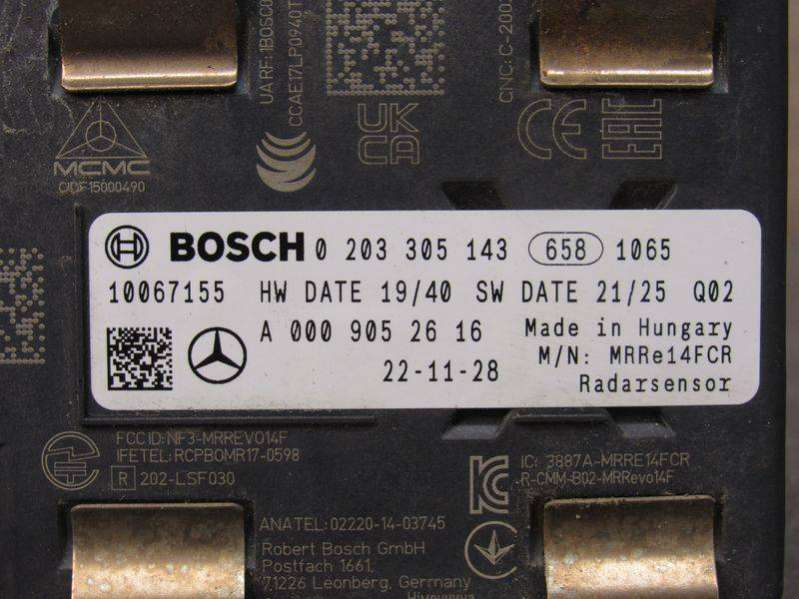 UA RF: 1BOSCO
CCAE17LP0940T
CNC: C-200
UK
CA
CE
EAC
MCMC
CIDF15000490
BOSCH 0 203 305 143 658 1065
10067155 HW DATE 19/40 SW DATE 21/25 Q02
A 000 905 26 16 Made in Hungary
M/N: MRRe14FCR
22-11-28 Radarsensor
FCC ID: NF3-MRREVO14F
IFETEL: RCPBOMR17-0598
R 202-LSF030
IC: 3887A-MRRE14FCR
R-CMM-B02-MRRevo14F
ANATEL: 02220-14-03745
Robert Bosch GmbH
Postfach 1661,
71226 Leonberg, Germany